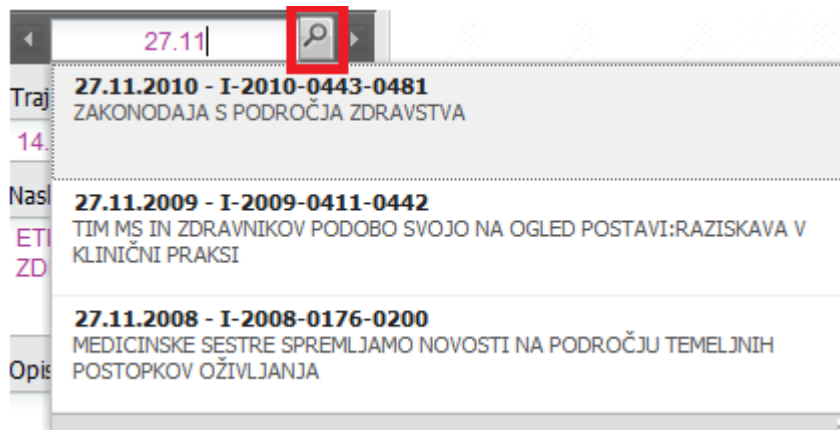 27.11
27.11.2010 - I-2010-0443-0481
ZAKONODAJA S PODROČJA ZDRAVSTVA
27.11.2009 - I-2009-0411-0442
TIM MS IN ZDRAVNIKOV PODOBO SVOJO NA OGLED POSTAVI:RAZISKAVA V
KLINIČNI PRAKSI
27.11.2008 - I-2008-0176-0200
MEDICINSKE SESTRE SPREMLJAMO NOVOSTI NA PODROČJU TEMELJNIH
POSTOPKOV OŽIVLJANJA
Traj
14.
Nasl
ETI
ZD
Opis